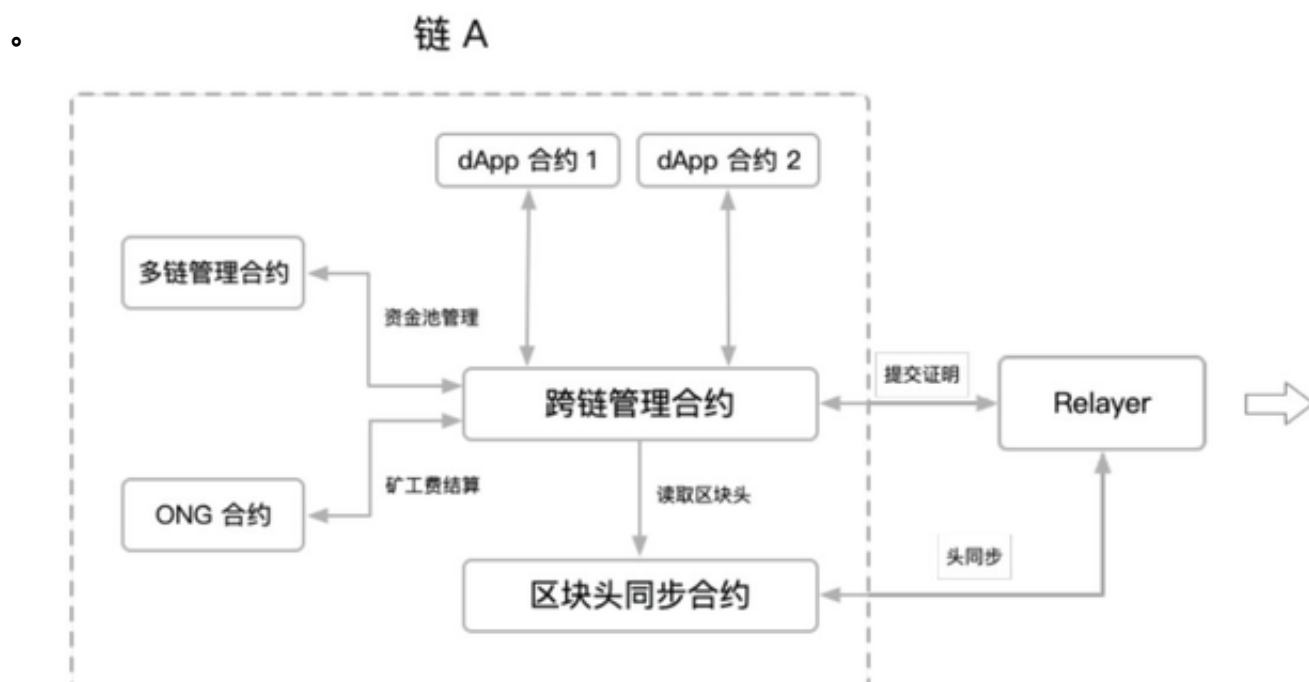 。
链 A
dApp 合约 1
dApp 合约 2
多链管理合约
资金池管理
提交证明
跨链管理合约
Relayer
矿工费结算
读取区块头
ONG 合约
头同步
区块头同步合约